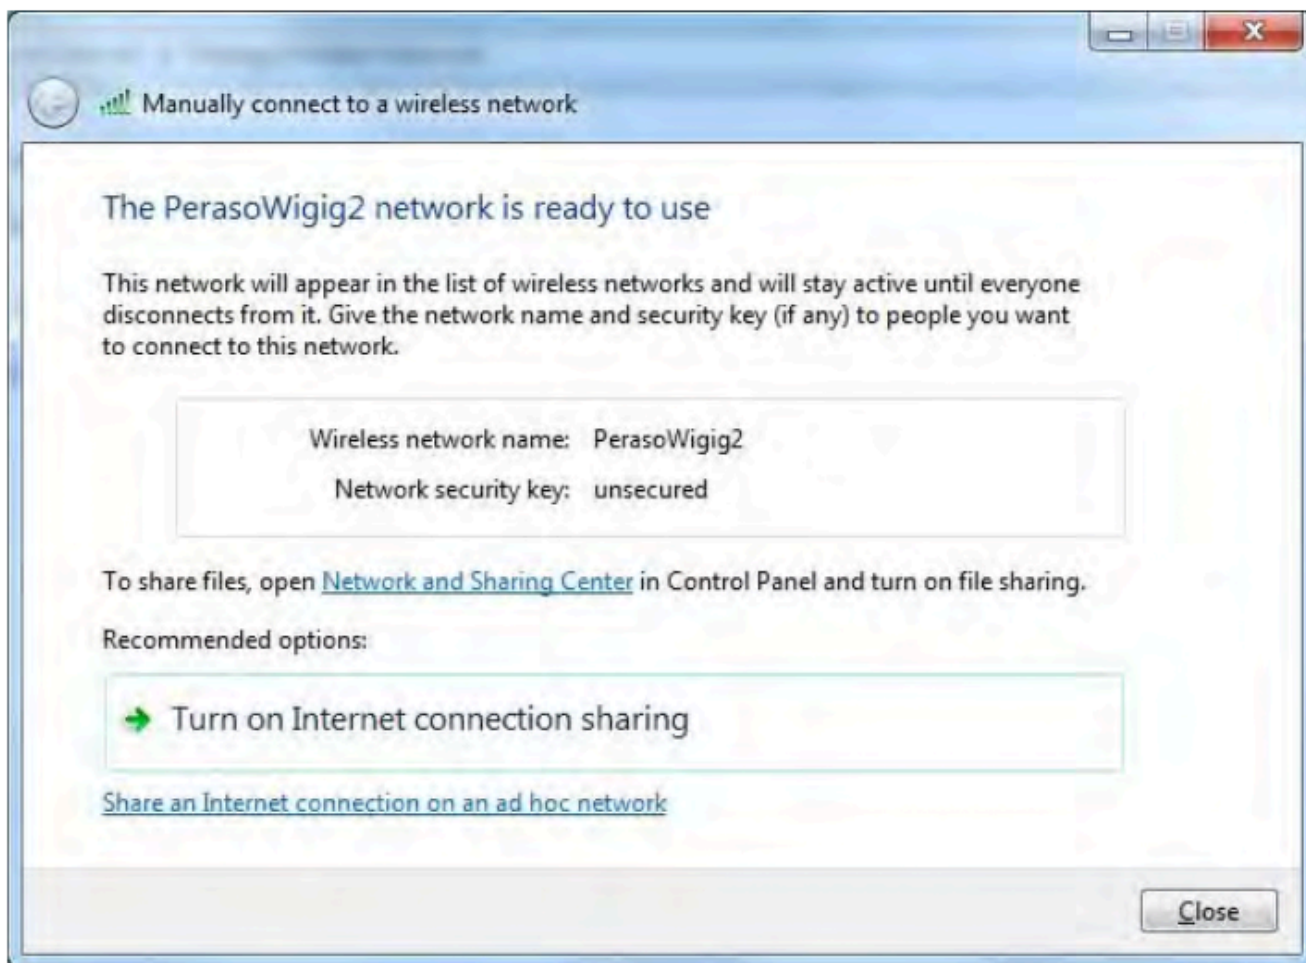 Manually connect to a wireless network
The PerasoWigig2 network is ready to use
This network will appear in the list of wireless networks and will stay active until everyone
disconnects from it. Give the network name and security key (if any) to people you want
to connect to this network.
Wireless network name: PerasoWigig2
Network security key: unsecured
To share files, open Network and Sharing Center in Control Panel and turn on file sharing.
Recommended options:
Turn on Internet connection sharing
Share an Internet connection on an ad hoc network
Close